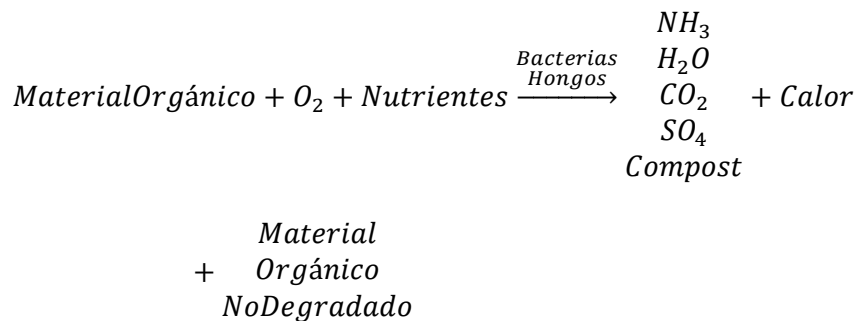 NH₃
Bacterias H₂O
Hongos
MaterialOrgánico + O₂ + Nutrientes → CO₂ + Calor
SO₄
Compost
Material
+ Orgánico
NoDegradado